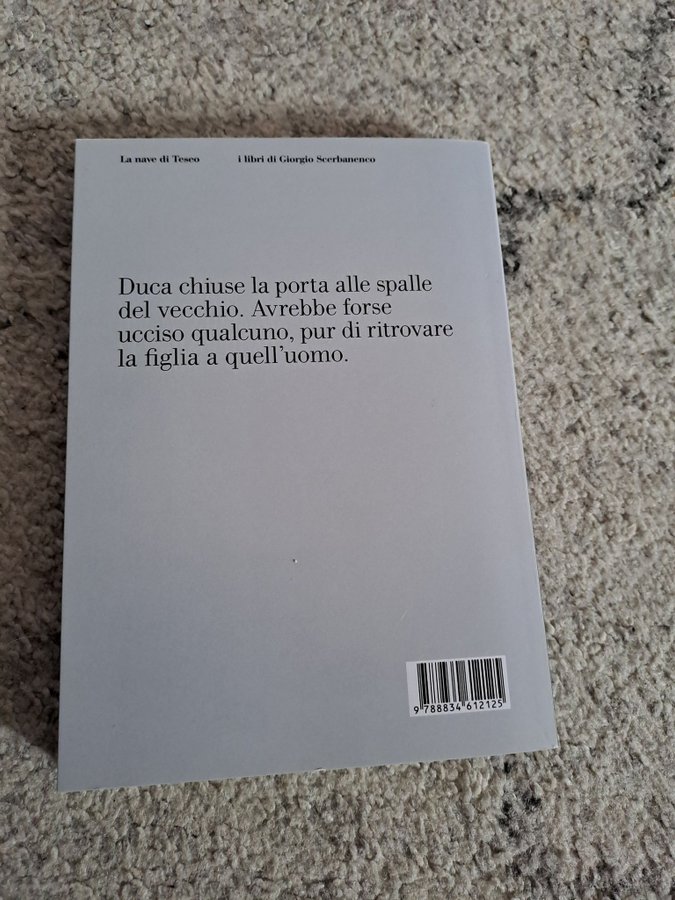 La nave di Teseo i libri di Giorgio Scerbanenco
Duca chiuse la porta alle spalle
del vecchio. Avrebbe forse
ucciso qualcuno, pur di ritrovare
la figlia a quell'uomo.
9 788834 612125